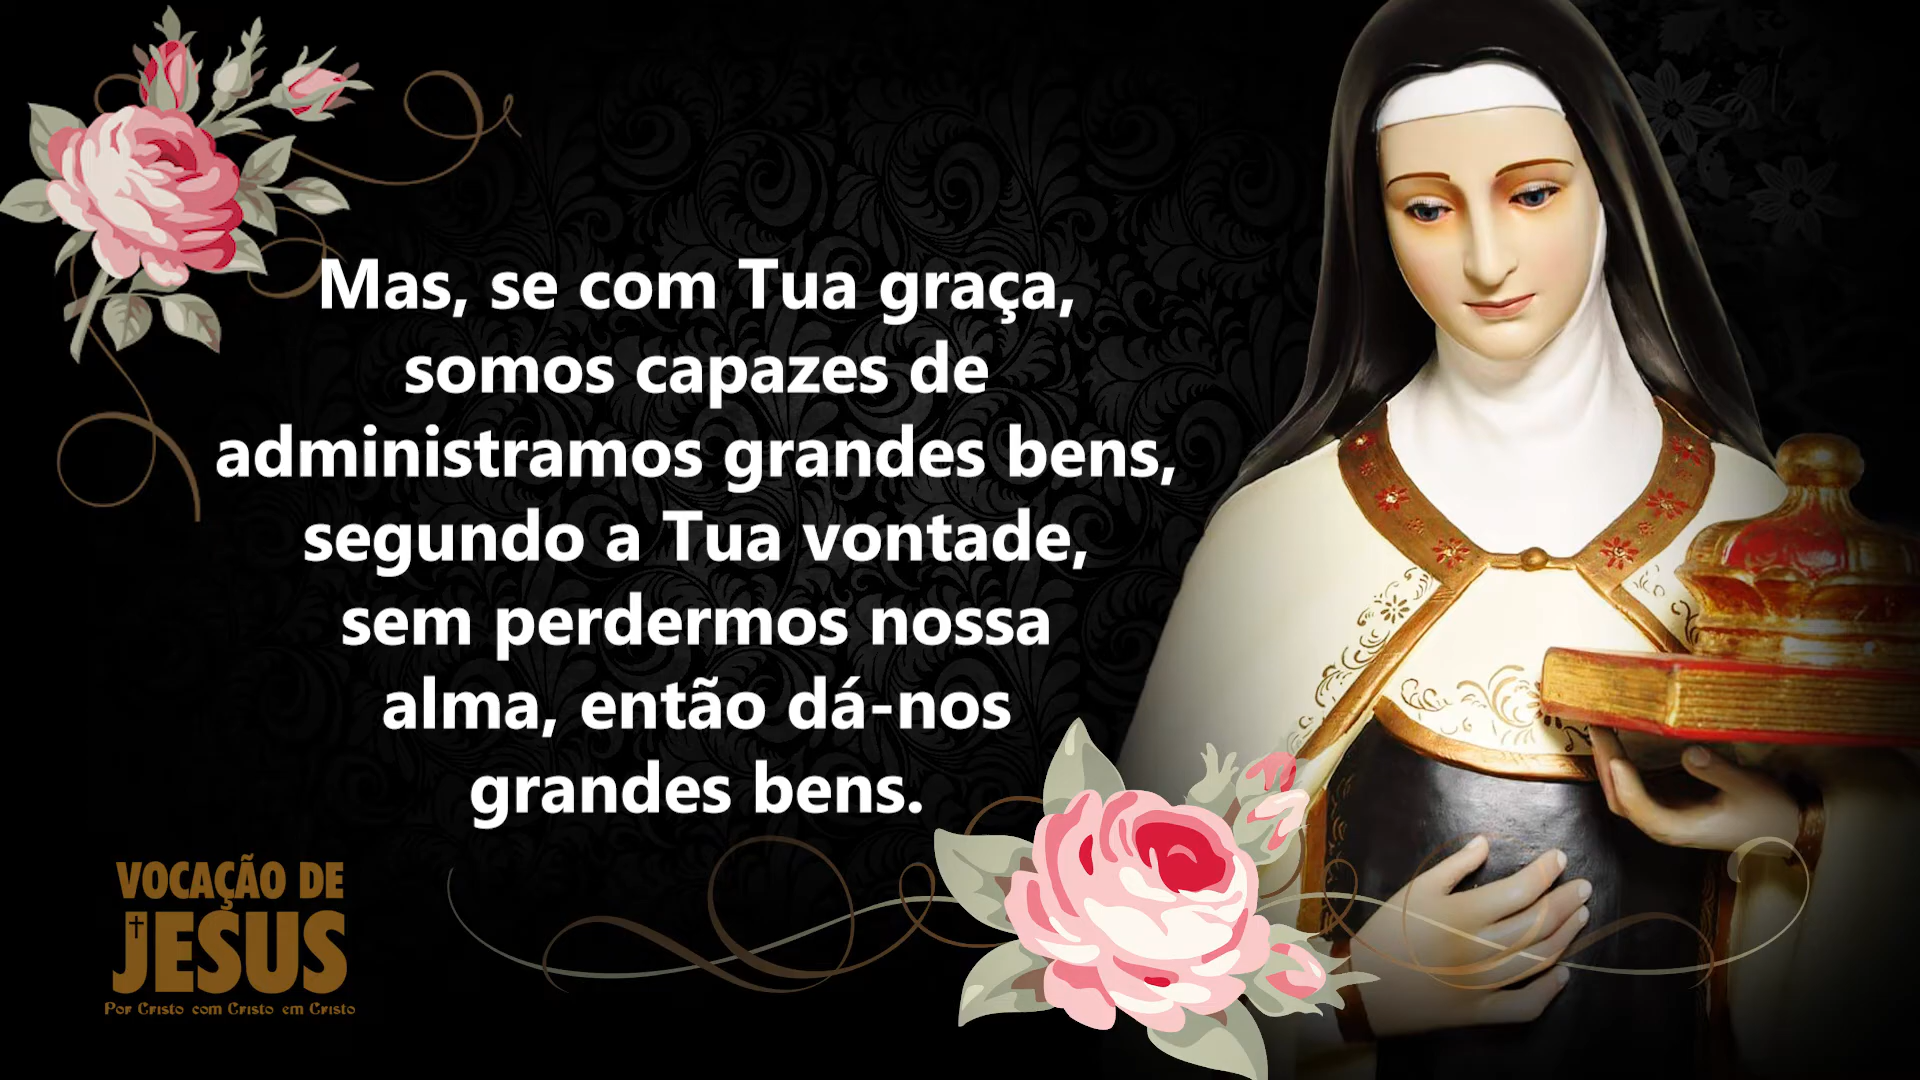 Mas, se com Tua graça,
somos capazes de
administramos grandes bens,
segundo a Tua vontade,
sem perdermos nossa
alma, então dá-nos
grandes bens.
VOCAÇÃO DE
JESUS
Por Cristo com Cristo em Cristo